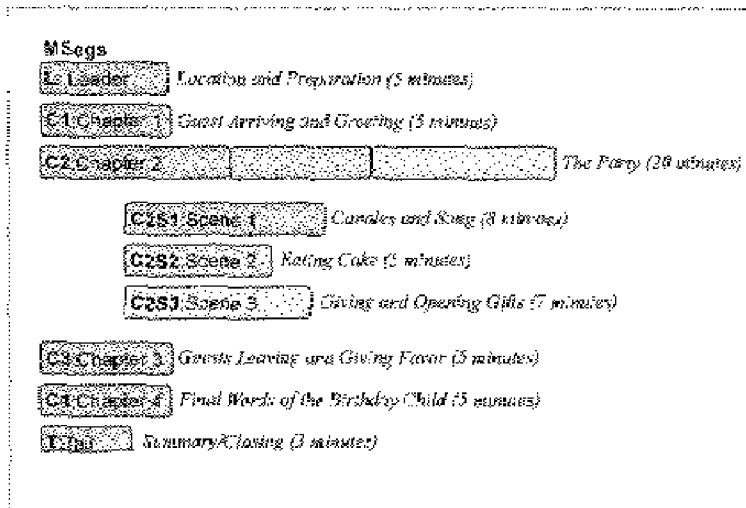 MSegs
L: Leader Location and Preparation (5 minutes)
C1:Chapter 1 Guest Arriving and Greeting (5 minutes)
C2:Chapter 2 The Party (20 minutes)
C2S1:Scene 1 Candles and Song (8 minutes)
C2S2:Scene 2 Eating Cake (5 minutes)
C2S3:Scene 3 Giving and Opening Gifts (7 minutes)
C3:Chapter 3 Guests Leaving and Giving Favor (5 minutes)
C4:Chapter 4 Final Words of the Birthday Child (5 minutes)
T:Tail Summary/Closing (3 minutes)